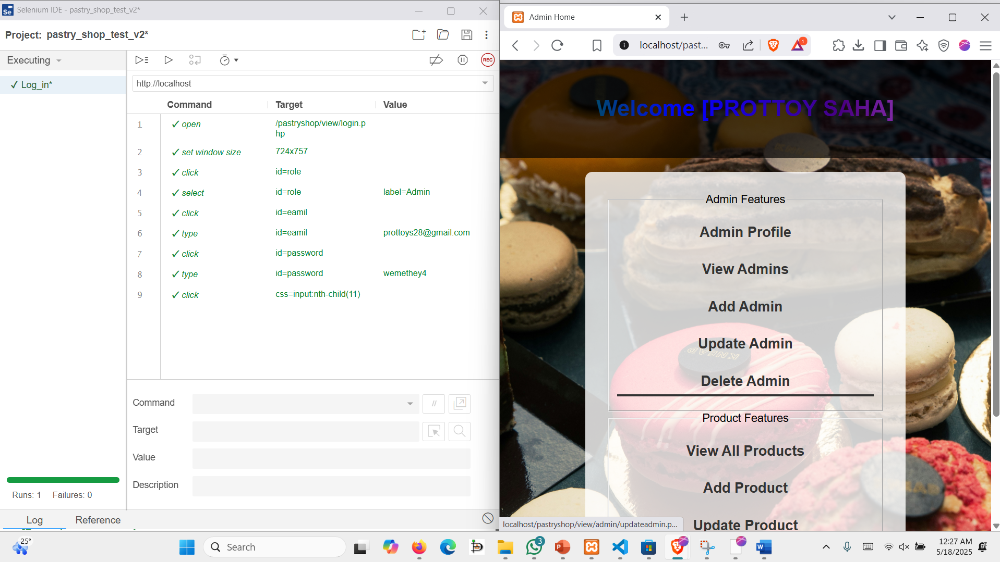 Selenium IDE - pastry_shop_test_v2*
Project: pastry_shop_test_v2*
Executing
REC
✓ Log_in*
http://localhost
Command Target Value
1 ✓ open /pastryshop/view/login.p
hp
2 ✓ set window size 724x757
3 ✓ click id=role
4 ✓ select id=role label=Admin
5 ✓ click id=eamil
6 ✓ type id=eamil prottoys28@gmail.com
7 ✓ click id=password
8 ✓ type id=password wemethey4
9 ✓ click css=input:nth-child(11)
Command
//
Target
Value
Description
Runs: 1 Failures: 0
Log Reference
Admin Home
localhost/past...
1
Welcome [PROTTOY SAHA]
Admin Features
Admin Profile
View Admins
Add Admin
Update Admin
Delete Admin
Product Features
View All Products
Add Product
Update Product
KNEAD
localhost/pastryshop/view/admin/updateadmin.p...
25°
Search
3
12:27 AM
5/18/2025